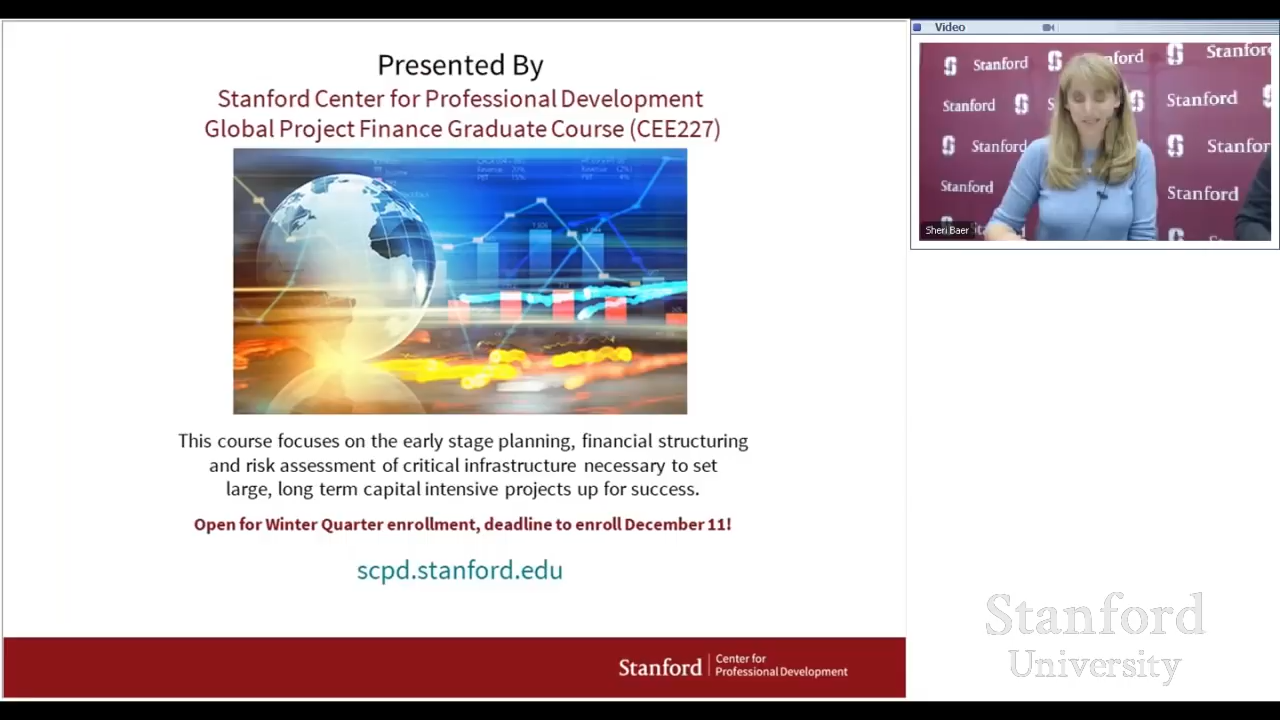 Presented By
Stanford Center for Professional Development
Global Project Finance Graduate Course (CEE227)
This course focuses on the early stage planning, financial structuring
and risk assessment of critical infrastructure necessary to set
large, long term capital intensive projects up for success.
Open for Winter Quarter enrollment, deadline to enroll December 11!
scpd.stanford.edu
Stanford
Center for
Professional Development
Video
Stanford
Stanford
Stanford
Stanford
Stanford
Stanford
Stanford
Stanford
Sheri Baer
Stanford
University